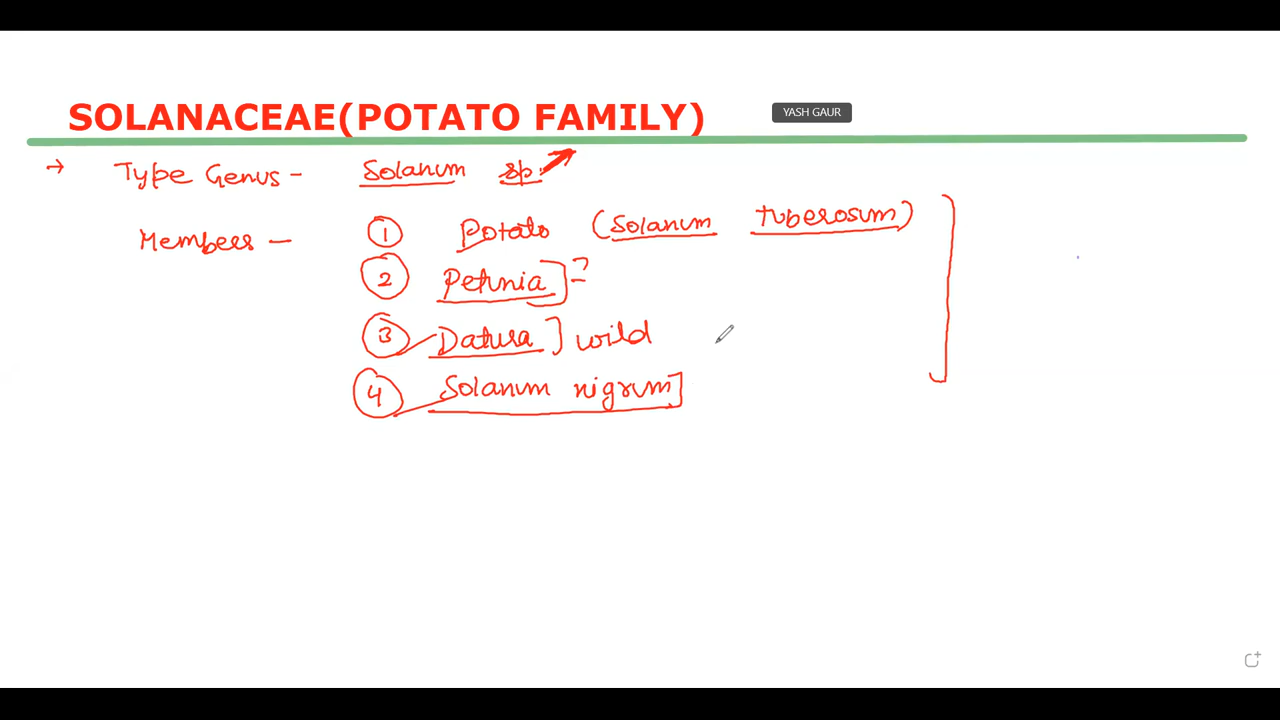 SOLANACEAE(POTATO FAMILY)
YASH GAUR
→ Type Genus - Solanum sp.
Members - ① Potato (Solanum tuberosum)
② Petunia ] = ?
③ Datura ] wild
④ Solanum nigrum]